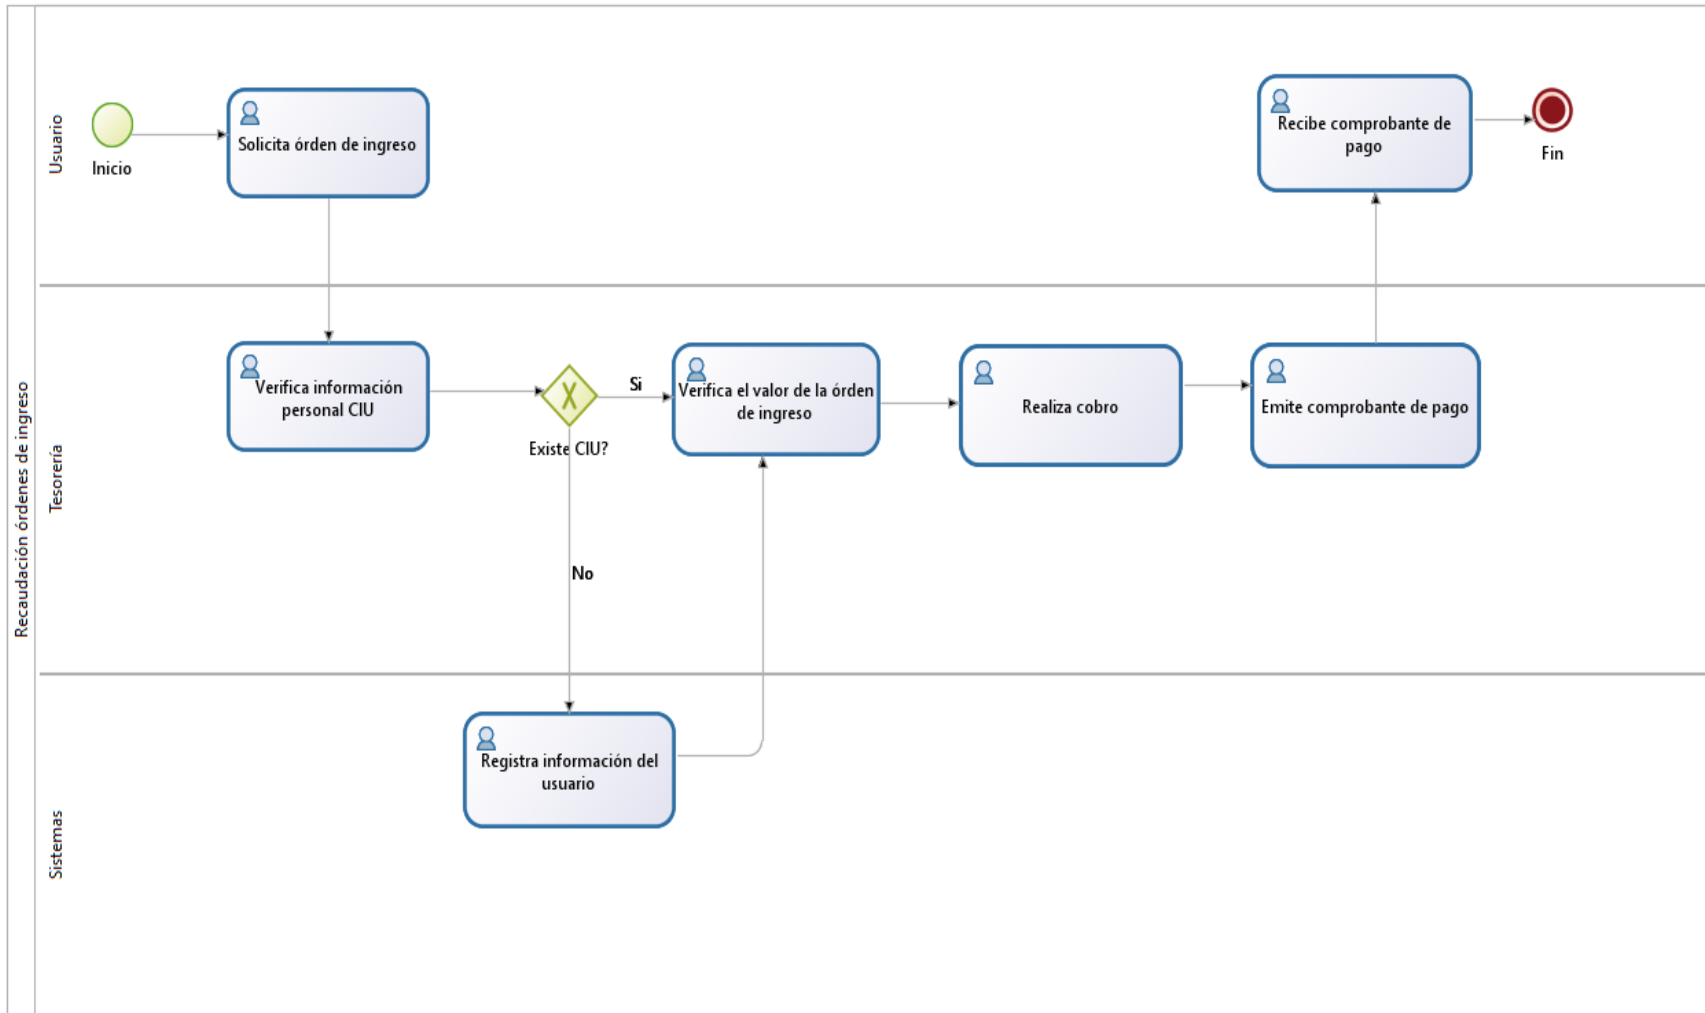 Recaudación órdenes de ingreso
Usuario
Inicio
Solicita órden de ingreso
Recibe comprobante de
pago
Fin
Tesorería
Verifica información
personal CIU
Existe CIU?
Si
No
Verifica el valor de la órden
de ingreso
Realiza cobro
Emite comprobante de pago
Sistemas
Registra información del
usuario